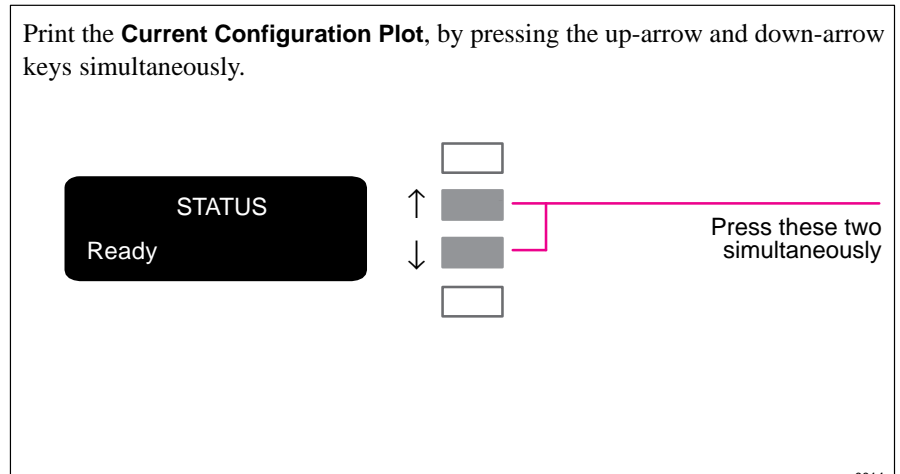 Print the Current Configuration Plot, by pressing the up-arrow and down-arrow
keys simultaneously.
STATUS
Ready
↑
↓
Press these two
simultaneously